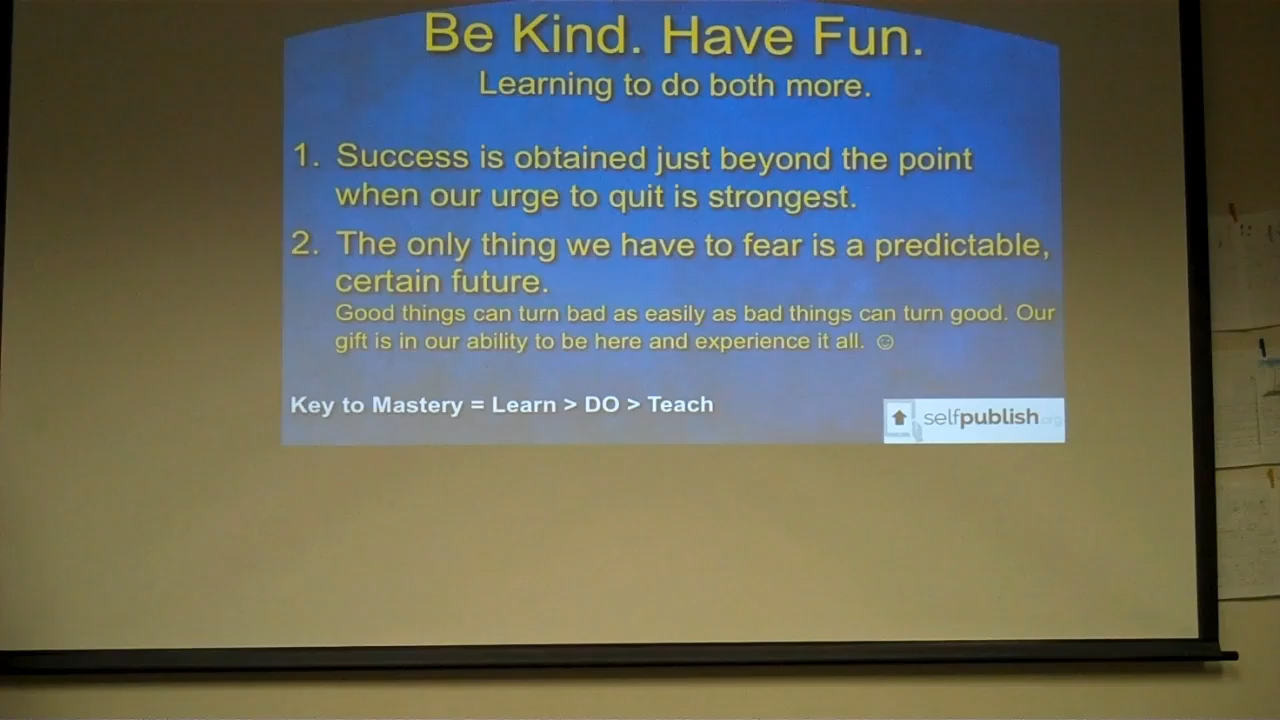 Be Kind. Have Fun.
Learning to do both more.
1. Success is obtained just beyond the point
when our urge to quit is strongest.
2. The only thing we have to fear is a predictable,
certain future.
Good things can turn bad as easily as bad things can turn good. Our
gift is in our ability to be here and experience it all. ☺
Key to Mastery = Learn > DO > Teach
selfpublish.org